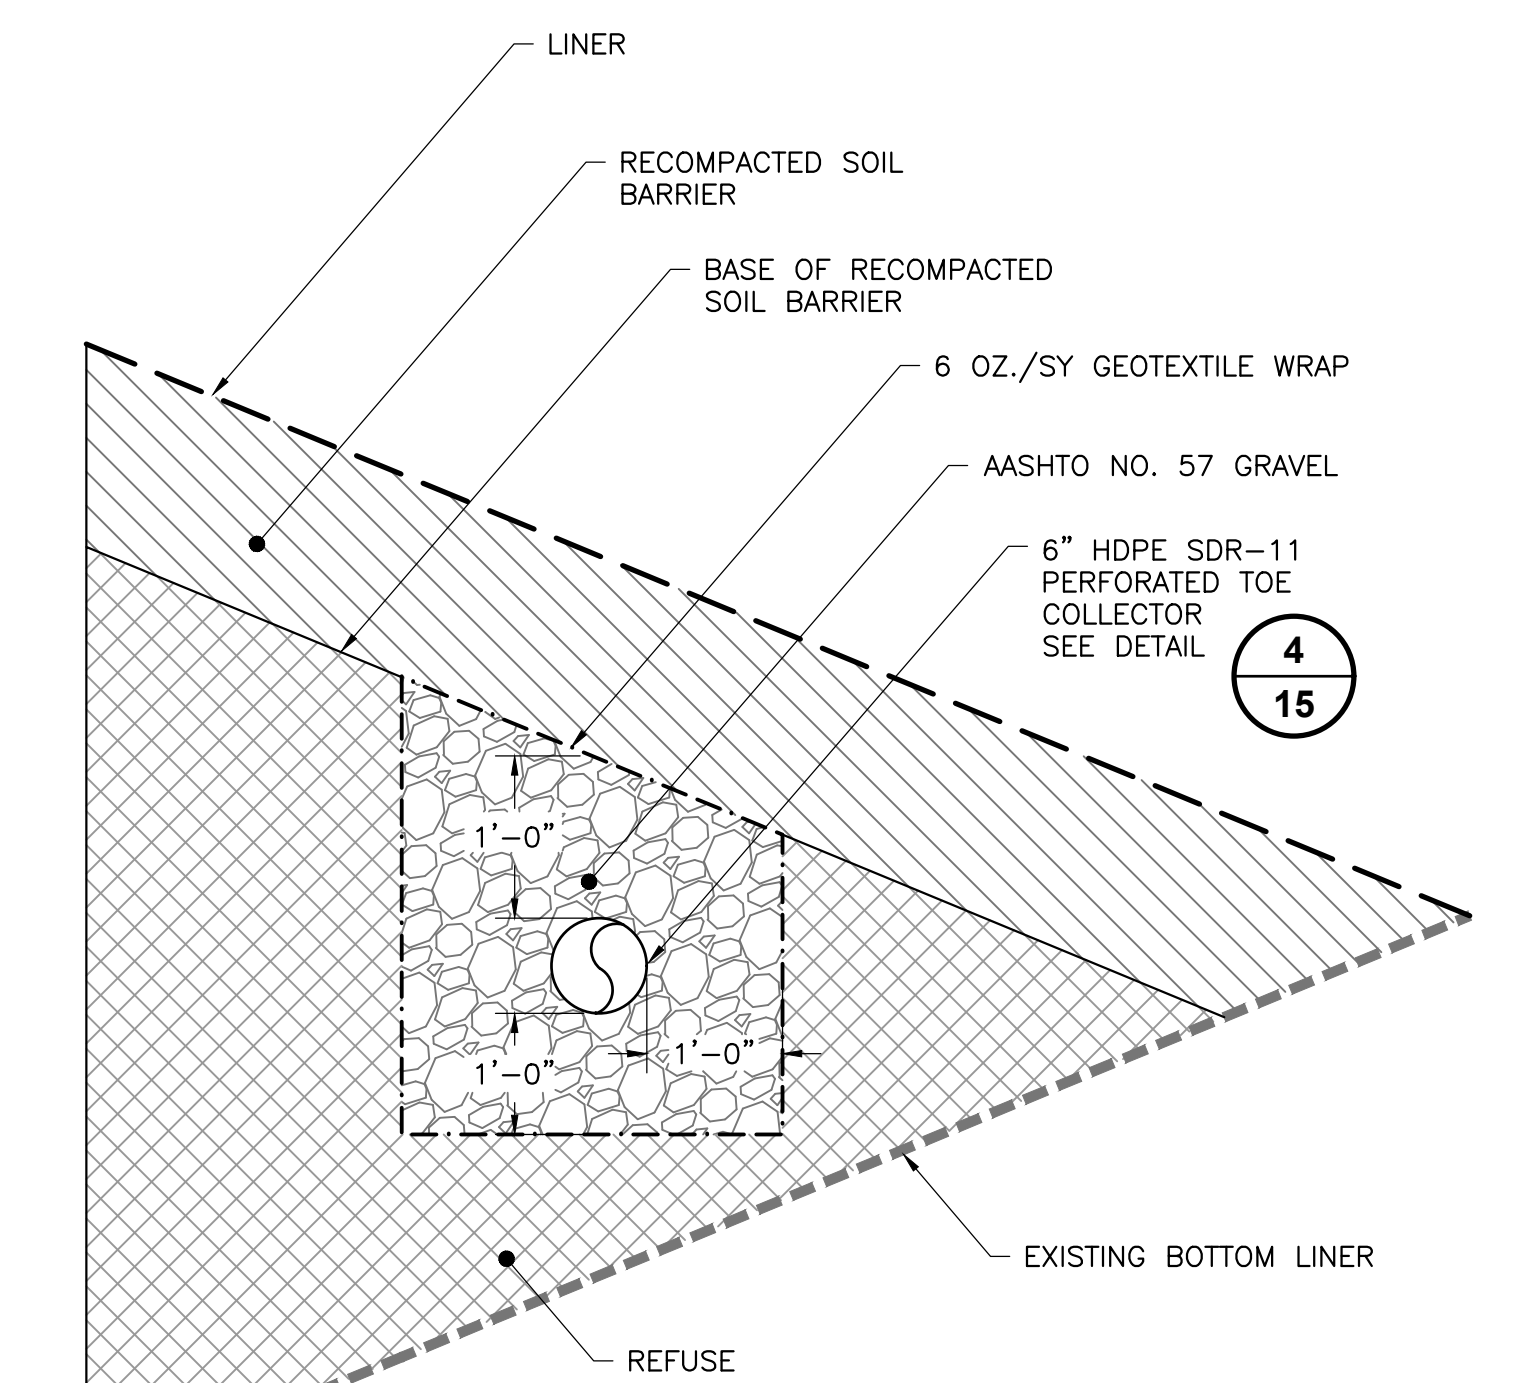 LINER
RECOMPACTED SOIL
BARRIER
BASE OF RECOMPACTED
SOIL BARRIER
6 OZ./SY GEOTEXTILE WRAP
AASHTO NO. 57 GRAVEL
6” HDPE SDR-11
PERFORATED TOE
COLLECTOR
SEE DETAIL
4
15
1’-0”
1’-0”
1’-0”
EXISTING BOTTOM LINER
REFUSE